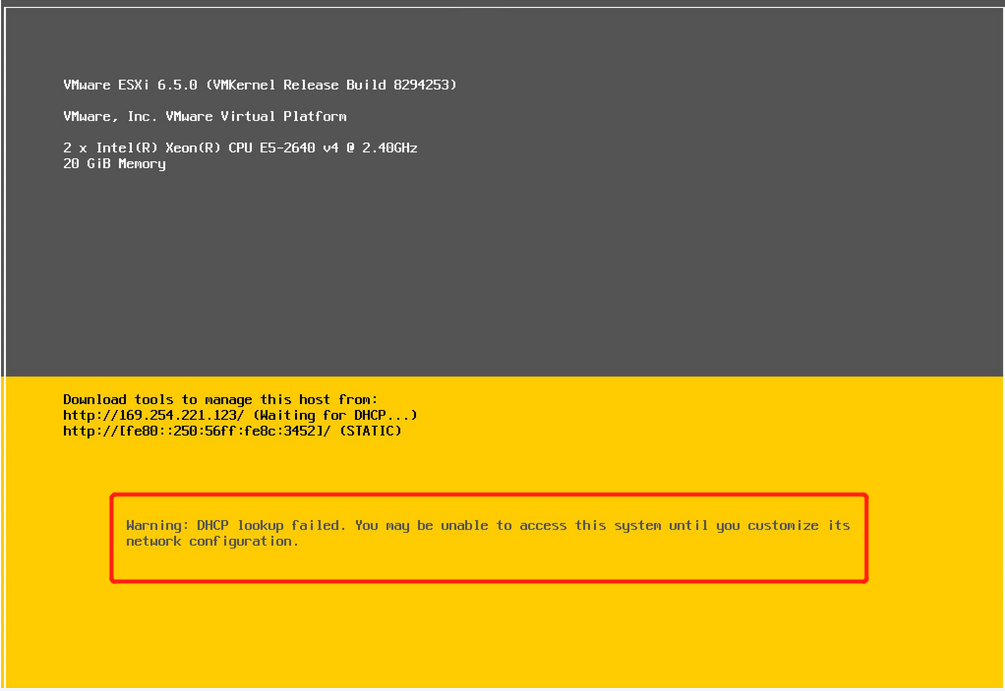 VMware ESXi 6.5.0 (VMKernel Release Build 8294253)
VMware, Inc. VMware Virtual Platform
2 x Intel(R) Xeon(R) CPU E5-2640 v4 @ 2.40GHz
20 GiB Memory
Download tools to manage this host from:
http://169.254.221.123/ (Waiting for DHCP...)
http://[fe80::250:56ff:fe8c:3452]/ (STATIC)
Warning: DHCP lookup failed. You may be unable to access this system until you customize its
network configuration.